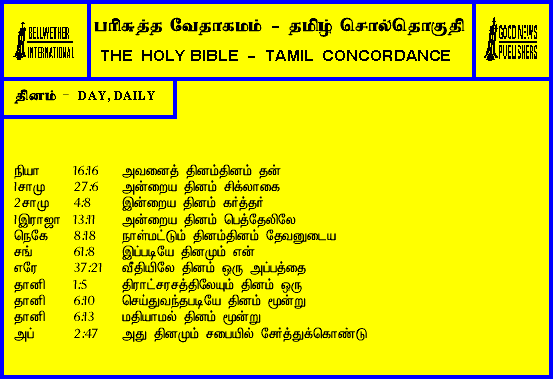 BELLWETHER
INTERNATIONAL
பரிசுத்த வேதாகமம் - தமிழ் சொல்தொகுதி
THE HOLY BIBLE - TAMIL CONCORDANCE
GOOD NEWS
PUBLISHERS
தினம் - DAY, DAILY
நியா 16:16 அவனைத் தினம்தினம் தன்
1சாமு 27:6 அன்றைய தினம் சிக்லாகை
2சாமு 4:8 இன்றைய தினம் கர்த்தர்
1இராஜா 13:11 அன்றைய தினம் பெத்தேலிலே
நெகே 8:18 நாள்மட்டும் தினம்தினம் தேவனுடைய
சங் 61:8 இப்படியே தினமும் என்
எரே 37:21 வீதியிலே தினம் ஒரு அப்பத்தை
தானி 1:5 திராட்சரசத்திலேயும் தினம் ஒரு
தானி 6:10 செய்துவந்தபடியே தினம் மூன்று
தானி 6:13 மதியாமல் தினம் மூன்று
அப் 2:47 அது தினமும் சபையில் சேர்த்துக்கொண்டு